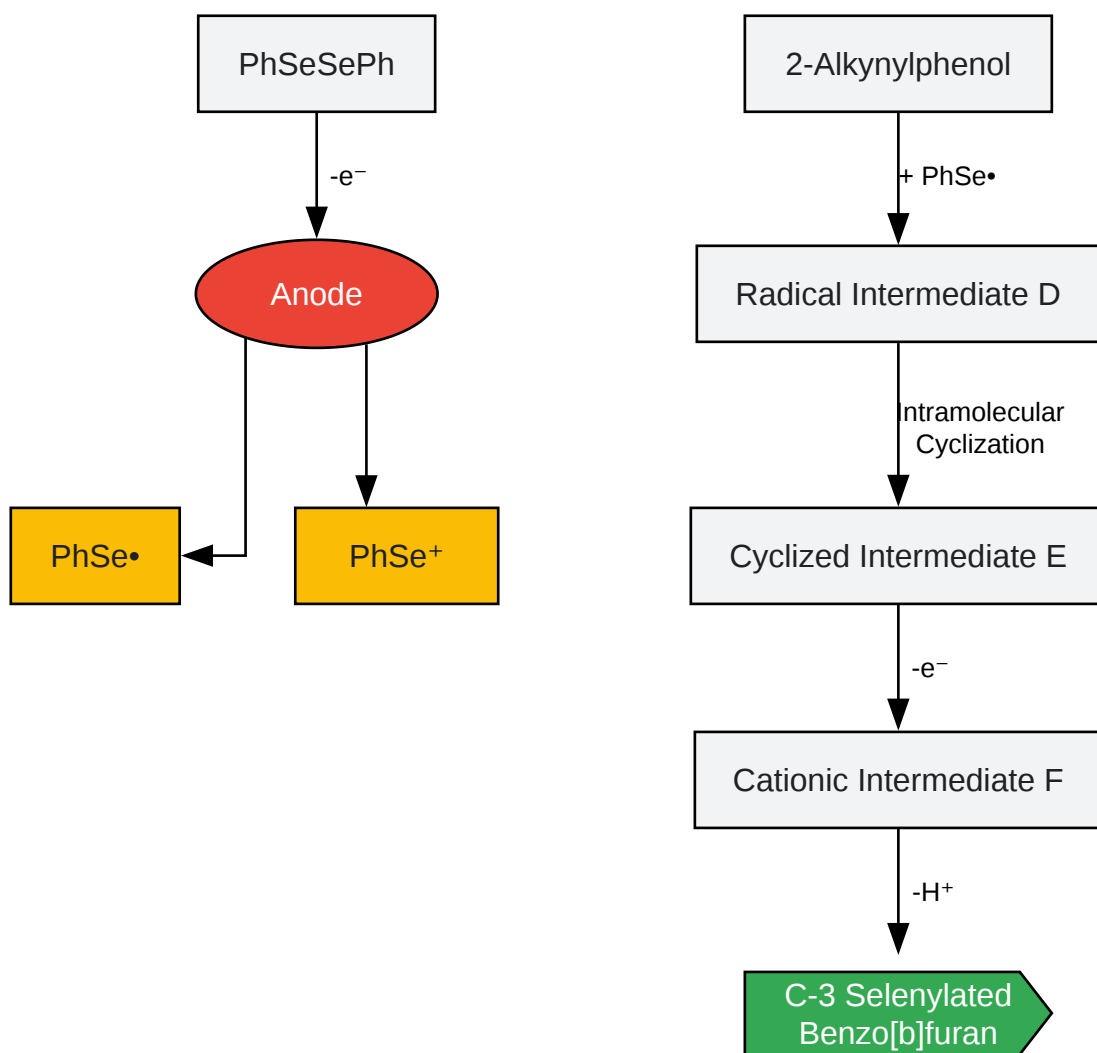 PhSeSePh
-e⁻
Anode
PhSe•
PhSe⁺
2-Alkynylphenol
+ PhSe•
Radical Intermediate D
Intramolecular
Cyclization
Cyclized Intermediate E
-e⁻
Cationic Intermediate F
-H⁺
C-3 Selenylated
Benzo[b]furan